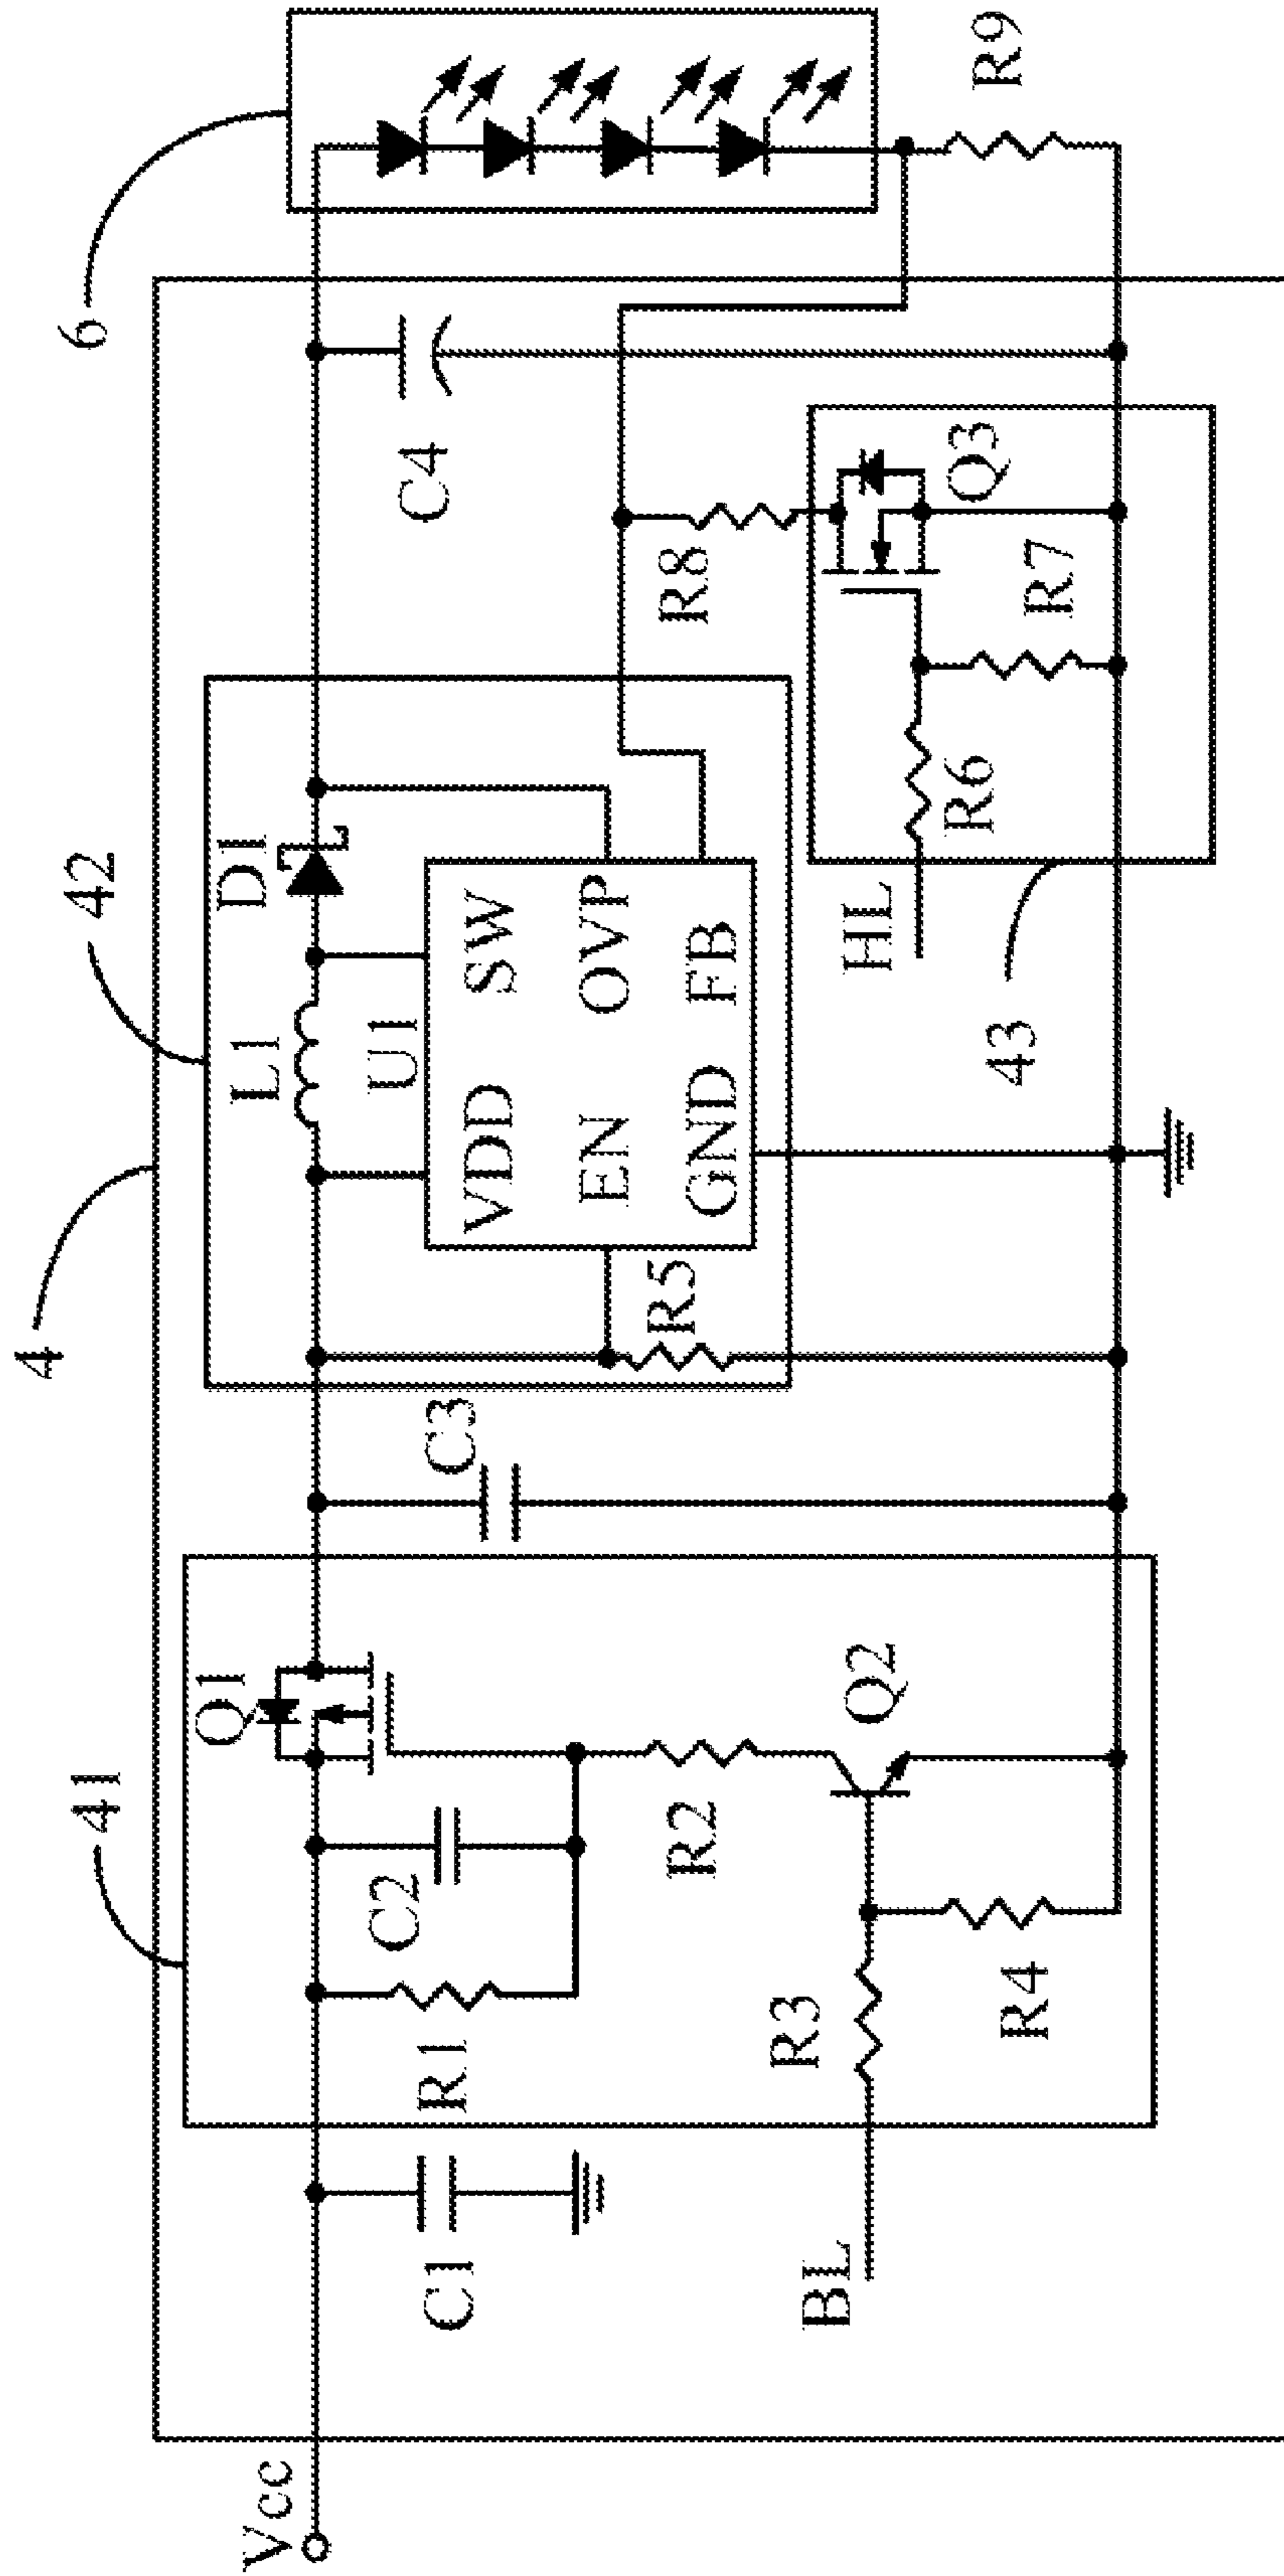 4
42
6
41
Vcc
C1
R1
C2
Q1
C3
L1
D1
U1
VDD
SW
EN
OVP
GND
FB
R5
C4
R2
R8
BL
R3
Q2
HL
R6
Q3
R4
R7
R9
43